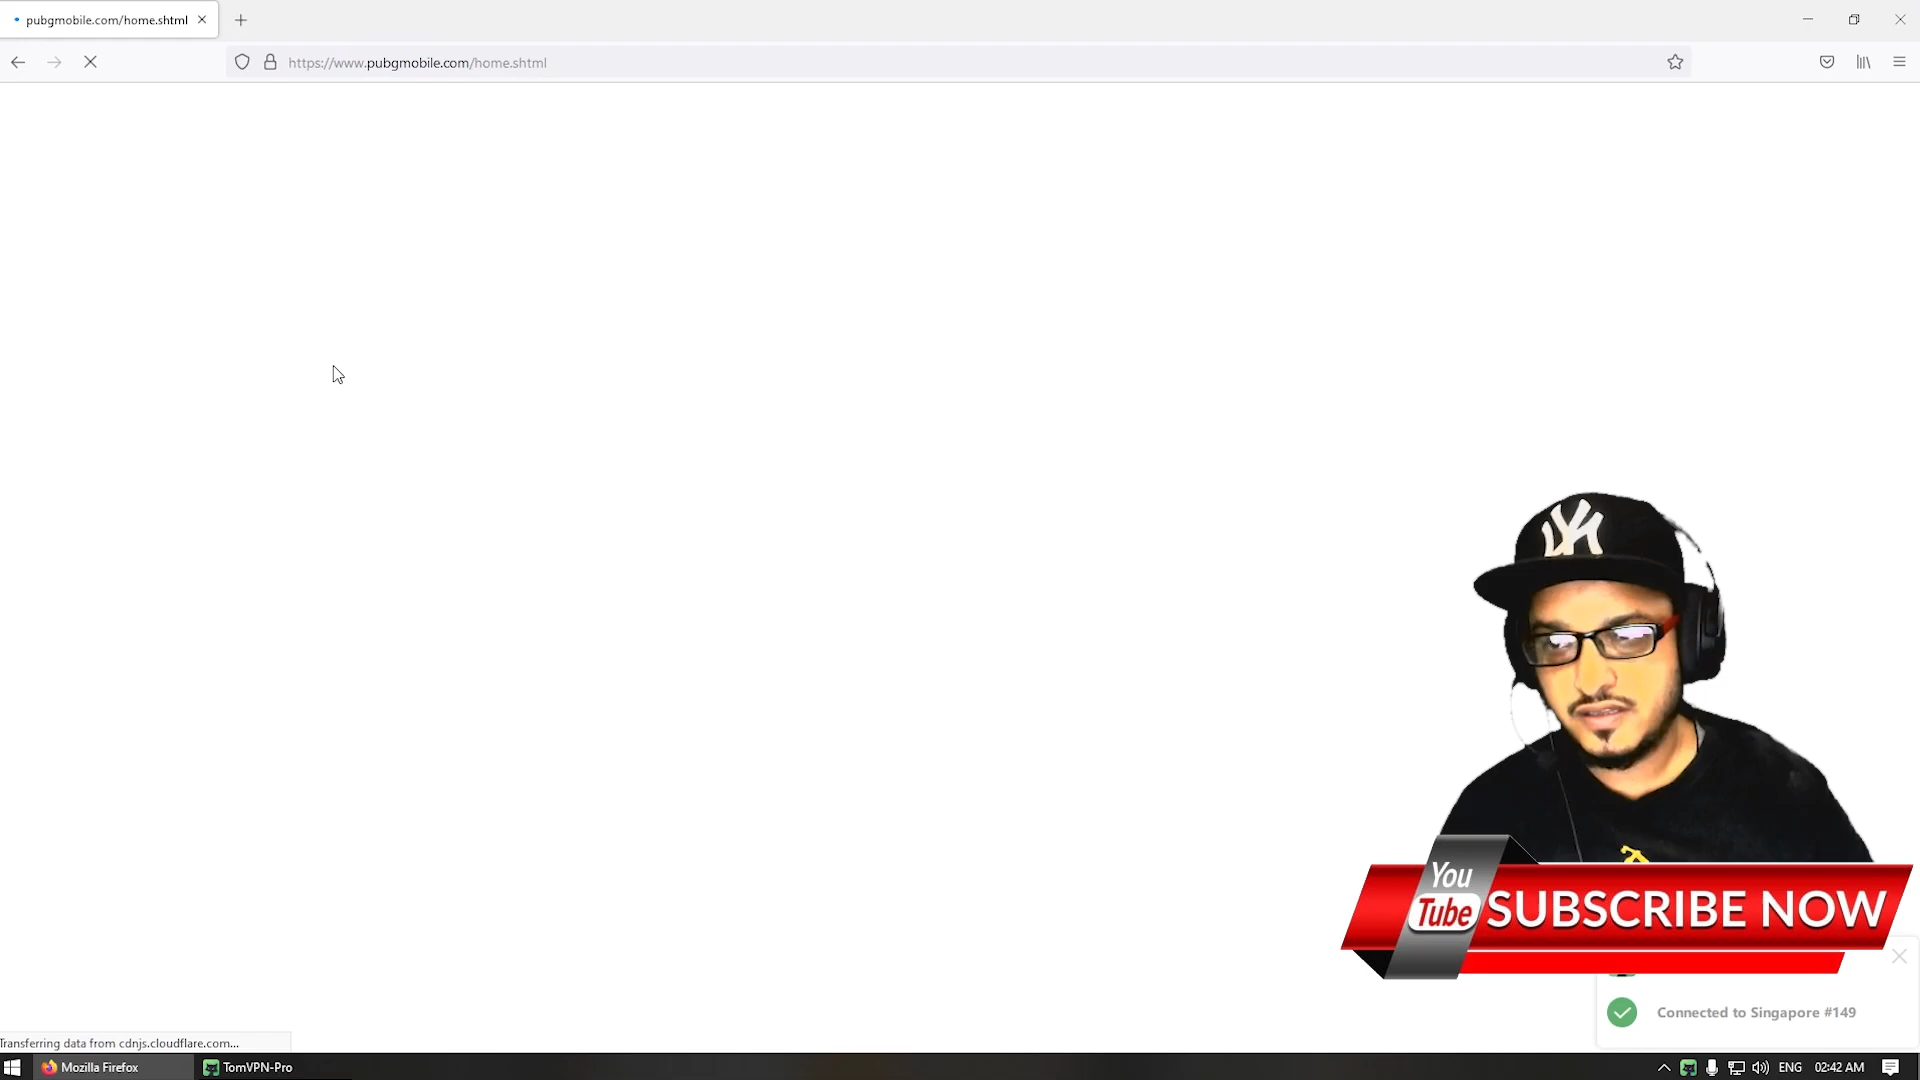 pubgmobile.com/home.shtml
https://www.pubgmobile.com/home.shtml
NY
You
Tube
SUBSCRIBE NOW
Connected to Singapore #149
Transferring data from cdnjs.cloudflare.com...
Mozilla Firefox
TomVPN-Pro
ENG
02:42 AM